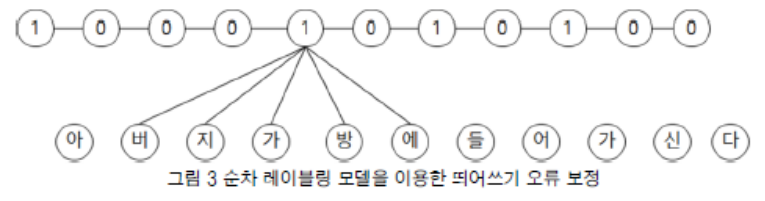 1 0 0 0 1 0 1 0 1 0 0
아 버 지 가 방 에 들 어 가 신 다
그림 3 순차 레이블링 모델을 이용한 띄어쓰기 오류 보정